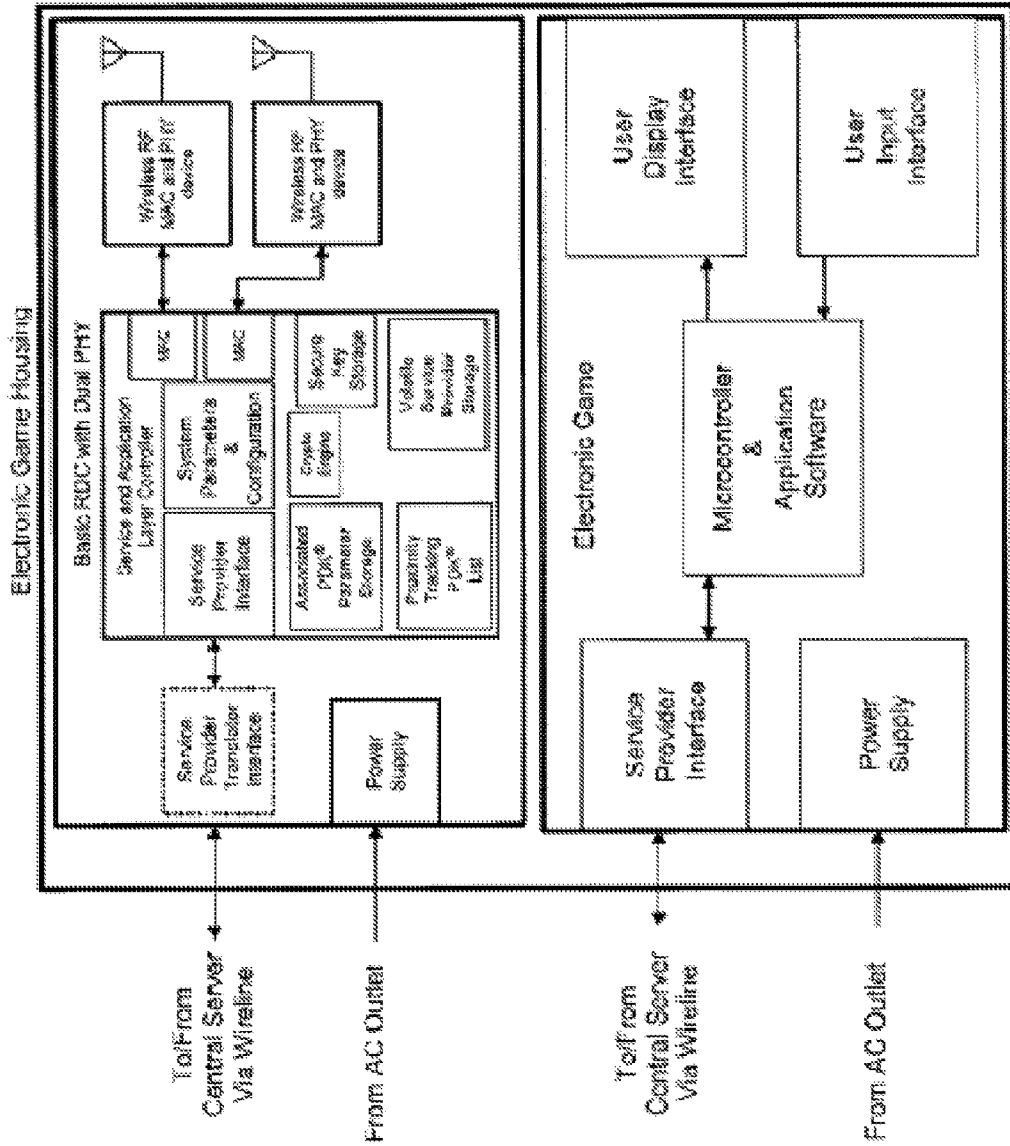 Electronic Game Housing
Basic RDC with Dual PHY
Service and Application
Layer Controller
Service
Provider
Interface
System
Parameters
&
Configuration
MAC
MAC
Associated
PDK®
Parameter
Storage
Crypto
Engine
Secure
Key
Storage
Proximity
Tracking
PDK®
List
Volatile
Service
Provider
Storage
Wireless RF
MAC and PHY
device
Wireless RF
MAC and PHY
device
Service
Provider
Translator
Interface
Power
Supply
To/From
Central Server
Via Wireline
From AC Outlet
Electronic Game
Service
Provider
Interface
Microcontroller
&
Application
Software
User
Display
Interface
User
Input
Interface
Power
Supply
To/From
Central Server
Via Wireline
From AC Outlet